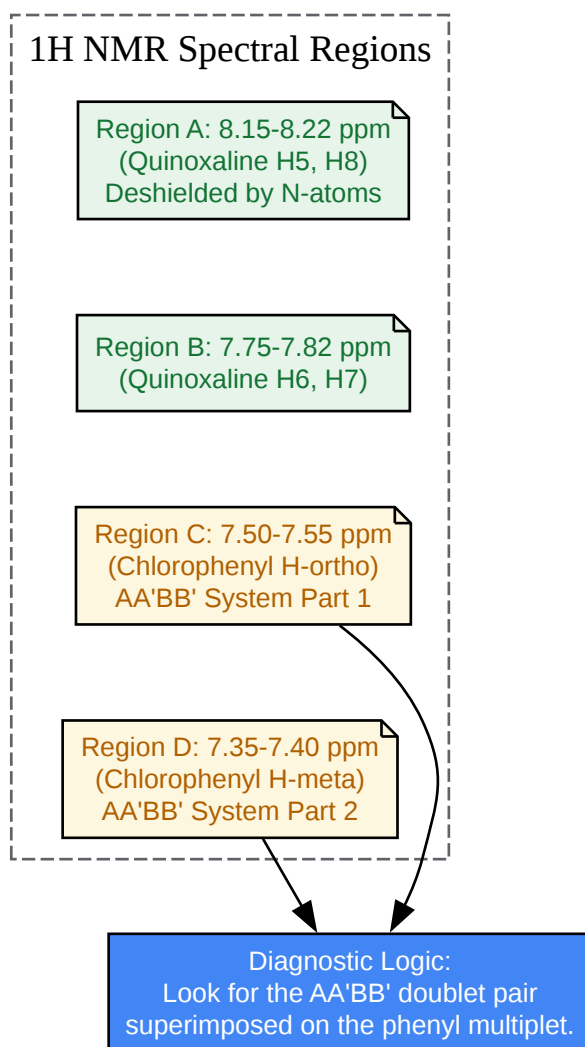 1H NMR Spectral Regions
Region A: 8.15-8.22 ppm
(Quinoxaline H5, H8)
Deshielded by N-atoms
Region B: 7.75-7.82 ppm
(Quinoxaline H6, H7)
Region C: 7.50-7.55 ppm
(Chlorophenyl H-ortho)
AA'BB' System Part 1
Region D: 7.35-7.40 ppm
(Chlorophenyl H-meta)
AA'BB' System Part 2
Diagnostic Logic:
Look for the AA'BB' doublet pair
superimposed on the phenyl multiplet.